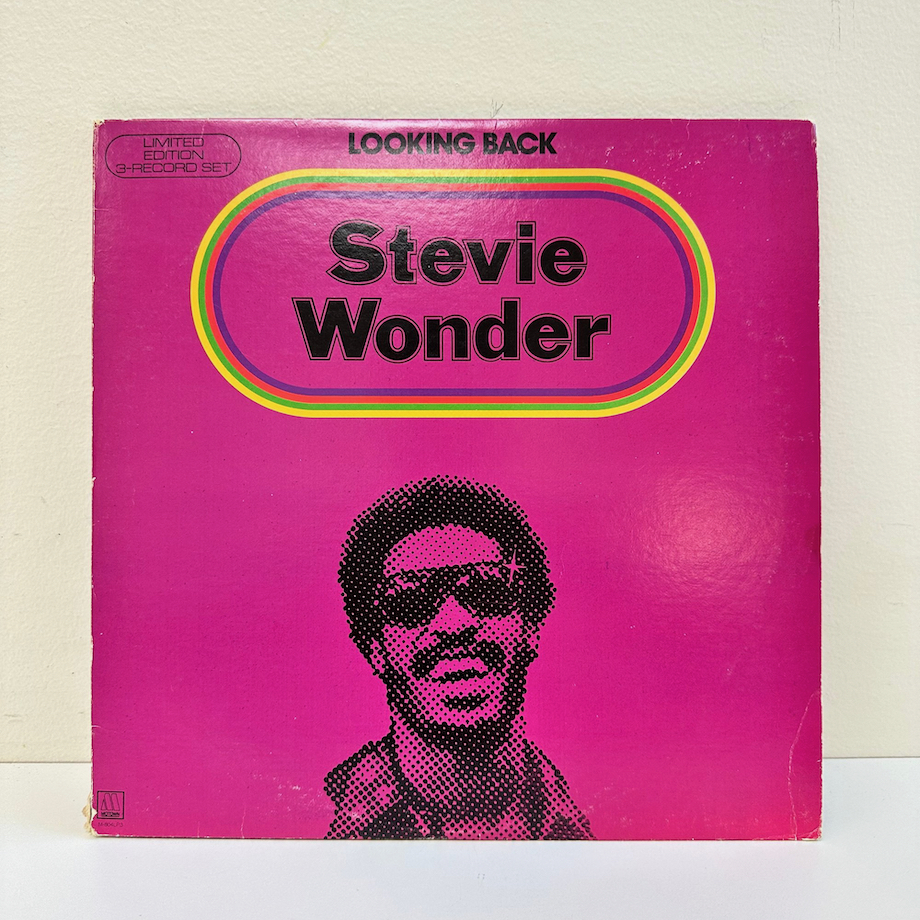 LIMITED
EDITION
3-RECORD SET
LOOKING BACK
Stevie
Wonder